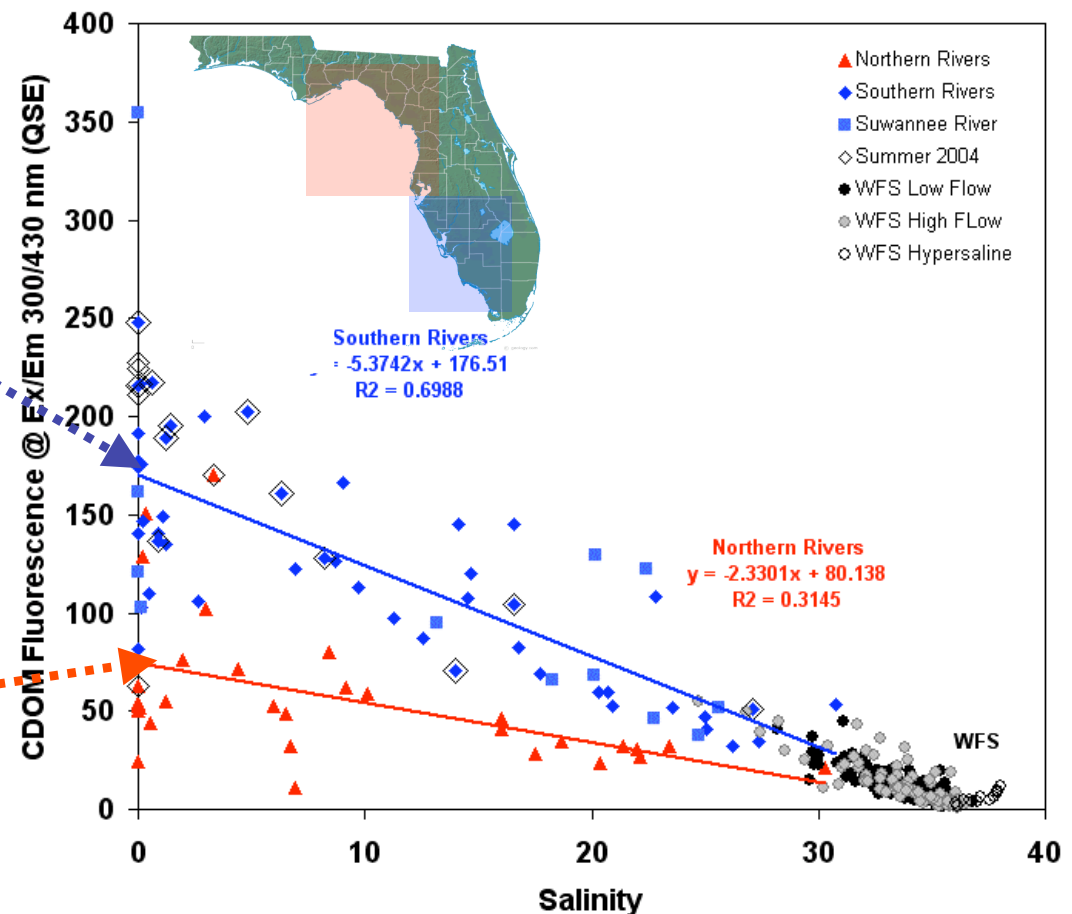 400
350
300
250
200
150
100
50
0
CDOM Fluorescence @ Ex/Em 300/430 nm (QSE)
Northern Rivers
Southern Rivers
Suwannee River
Summer 2004
WFS Low Flow
WFS High FLow
WFS Hypersaline
Southern Rivers
= -5.3742x + 176.51
R2 = 0.6988
Northern Rivers
y = -2.3301x + 80.138
R2 = 0.3145
WFS
0 10 20 30 40
Salinity